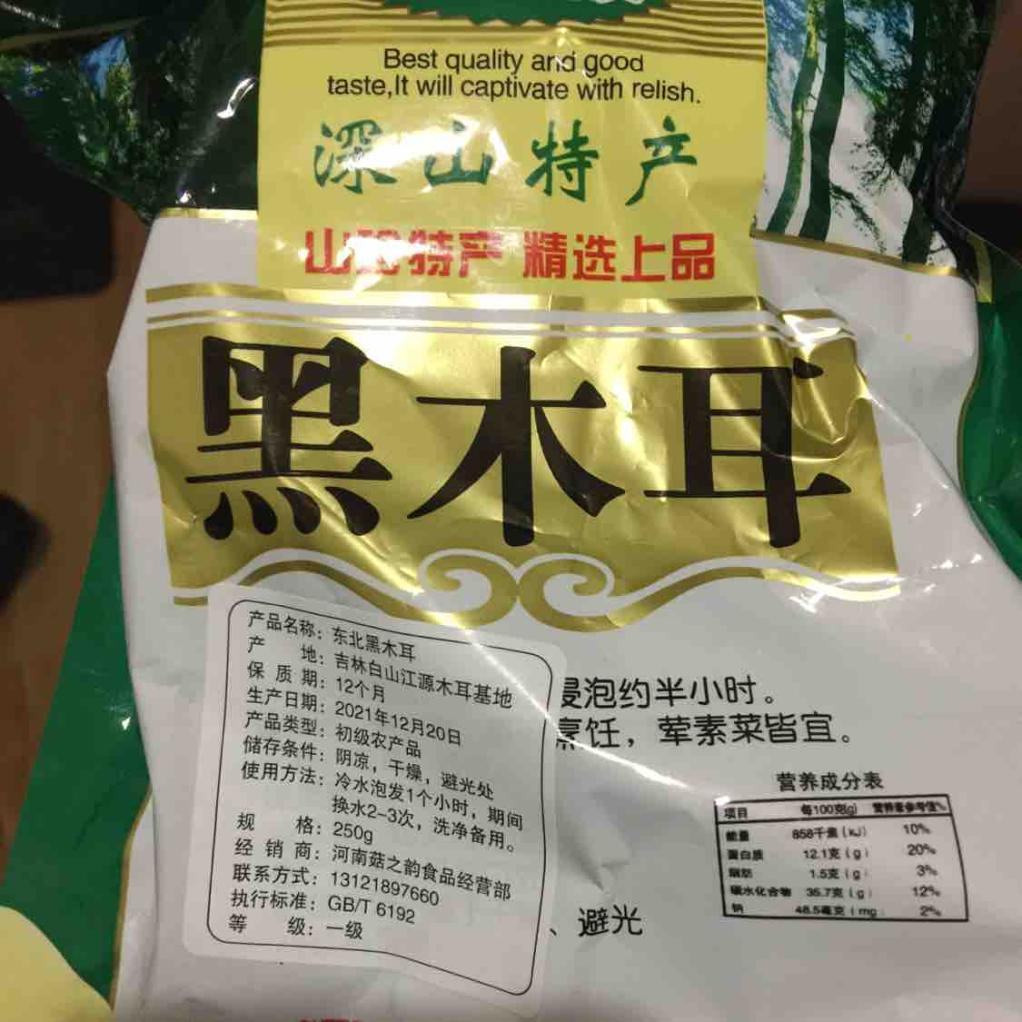 Best quality and good
taste,It will captivate with relish.
深山特产
山珍特产 精选上品
黑木耳
产品名称：东北黑木耳
产 地：吉林白山江源木耳基地
保 质 期：12个月
生产日期：2021年12月20日
产品类型：初级农产品
储存条件：阴凉，干燥，避光处
使用方法：冷水泡发1个小时，期间
换水2-3次，洗净备用。
规 格：250g
经 销 商：河南菇之韵食品经营部
联系方式：13121897660
执行标准：GB/T 6192
等 级：一级
浸泡约半小时。
烹饪，荤素菜皆宜。
、避光
营养成分表
项目 每100克(g) 营养素参考值%
能量 858千焦(kJ) 10%
蛋白质 12.1克(g) 20%
脂肪 1.5克(g) 3%
碳水化合物 35.7克(g) 12%
钠 48.5毫克(mg) 2%